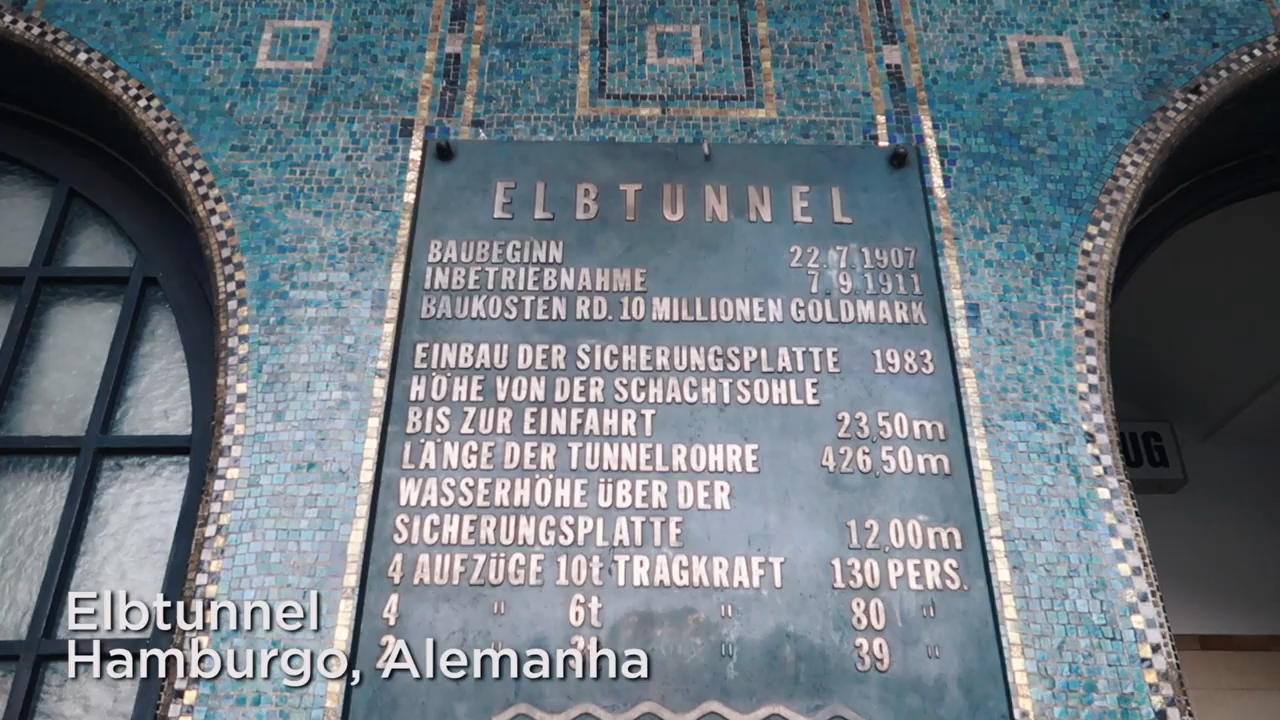 ELBTUNNEL
BAUBEGINN 22.7.1907
INBETRIEBNAHME 7.9.1911
BAUKOSTEN RD. 10 MILLIONEN GOLDMARK
EINBAU DER SICHERUNGSPLATTE 1983
HÖHE VON DER SCHACHTSOHLE
BIS ZUR EINFAHRT 23,50m
LÄNGE DER TUNNELROHRE 426,50m
WASSERHÖHE ÜBER DER
SICHERUNGSPLATTE 12,00m
4 AUFZÜGE 10t TRAGKRAFT 130 PERS.
4 " 6t " 80 "
2 " " 39 "
Elbtunnel
Hamburgo, Alemanha